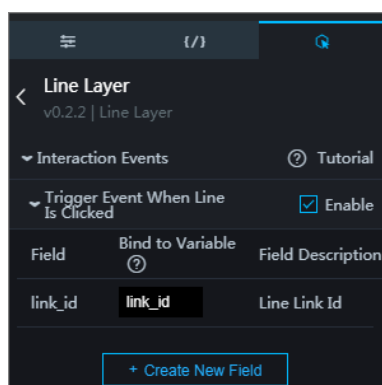 {/}
Line Layer
v0.2.2 | Line Layer
Interaction Events
Tutorial
Trigger Event When Line
Is Clicked
Enable
Field
Bind to Variable
Field Description
link_id
link_id
Line Link Id
+ Create New Field